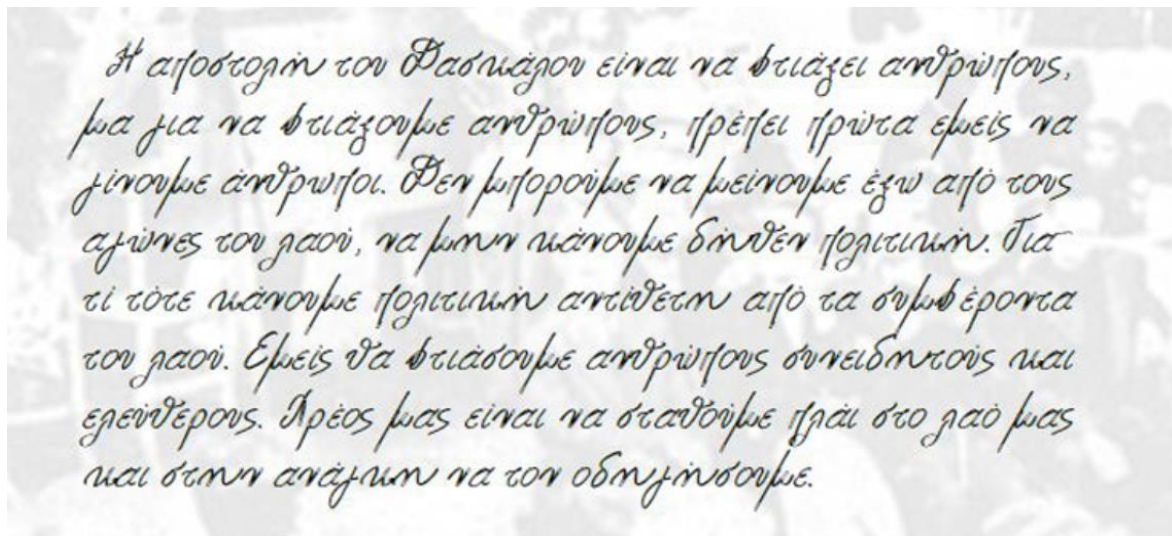 Η αποστολή του Δασκάλου είναι να φτιάξει ανθρώπους,
μα για να φτιάξουμε ανθρώπους, πρέπει πρώτα εμείς να
γίνουμε άνθρωποι. Δεν μπορούμε να μείνουμε έξω από τους
αγώνες του λαού, να μην κάνουμε δήθεν πολιτική. Γιατ
τί τότε κάνουμε πολιτική αντίθετη από τα συμφέροντα
του λαού. Εμείς θα φτιάσουμε ανθρώπους συνειδητούς και
ελεύθερους. Χρέος μας είναι να σταθούμε πλάι στο λαό μας
και στην ανάγκη να τον οδηγήσουμε.